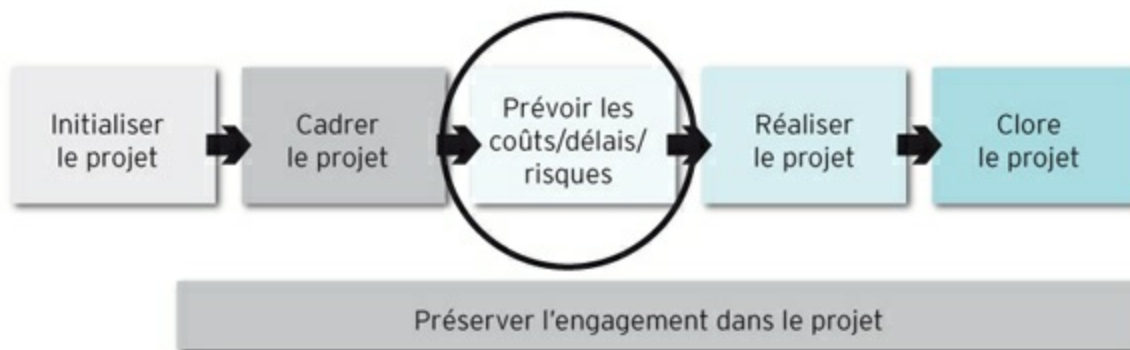 Initialiser
le projet
Cadrer
le projet
Prévoir les
coûts/délais/
risques
Réaliser
le projet
Clore
le projet
Préserver l'engagement dans le projet